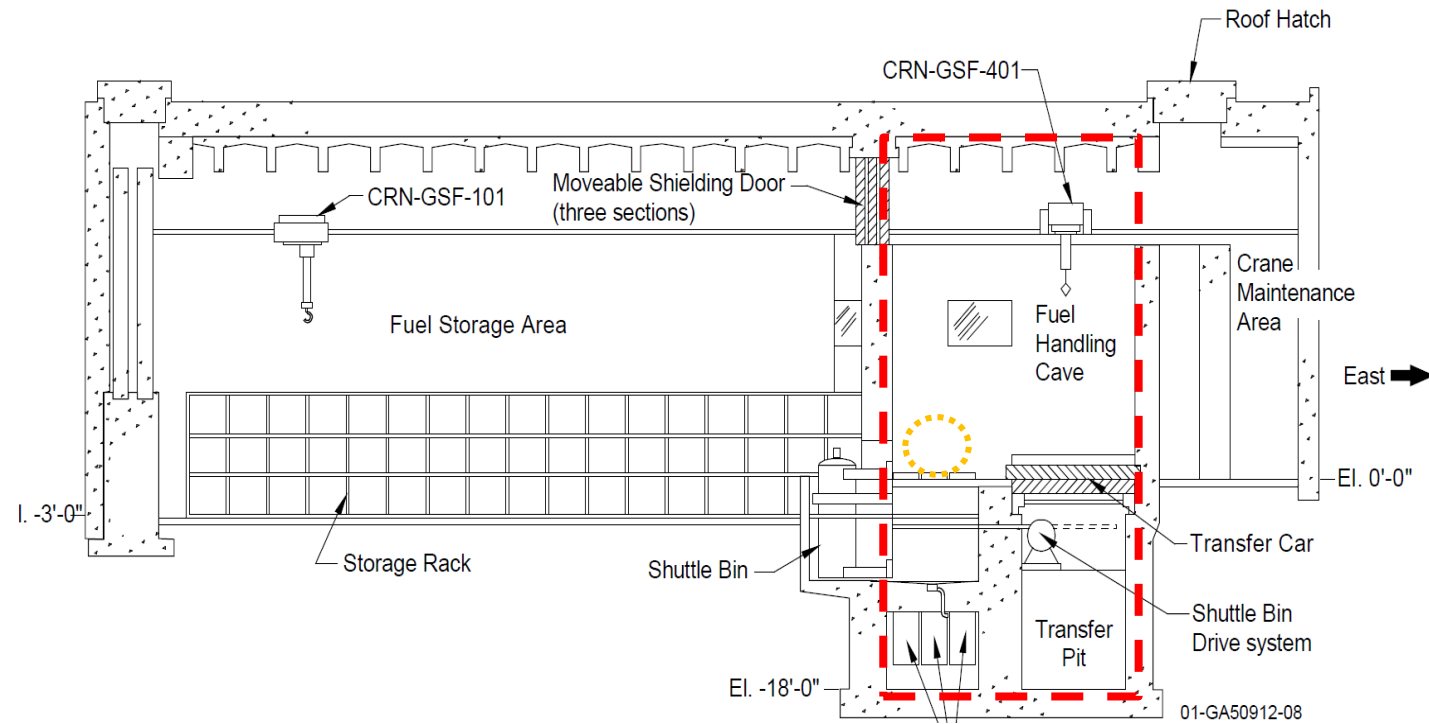 Roof Hatch
CRN-GSF-401
Moveable Shielding Door
(three sections)
CRN-GSF-101
Crane
Maintenance
Area
Fuel Storage Area
Fuel
Handling
Cave
East
El. 0'-0"
l. -3'-0"
Transfer Car
Storage Rack
Shuttle Bin
Shuttle Bin
Drive system
Transfer
Pit
El. -18'-0"
01-GA50912-08